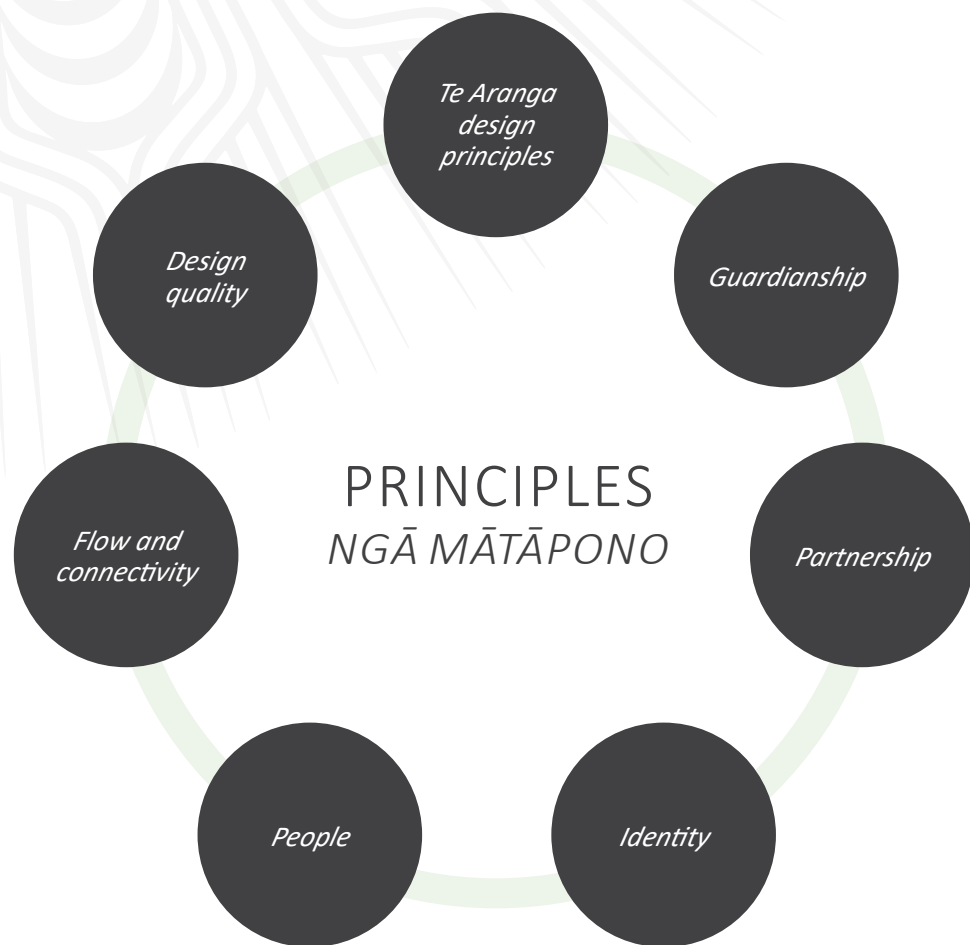 Te Aranga
design
principles
Design
quality
Guardianship
PRINCIPLES
NGĀ MĀTĀPONO
Flow and
connectivity
Partnership
People
Identity